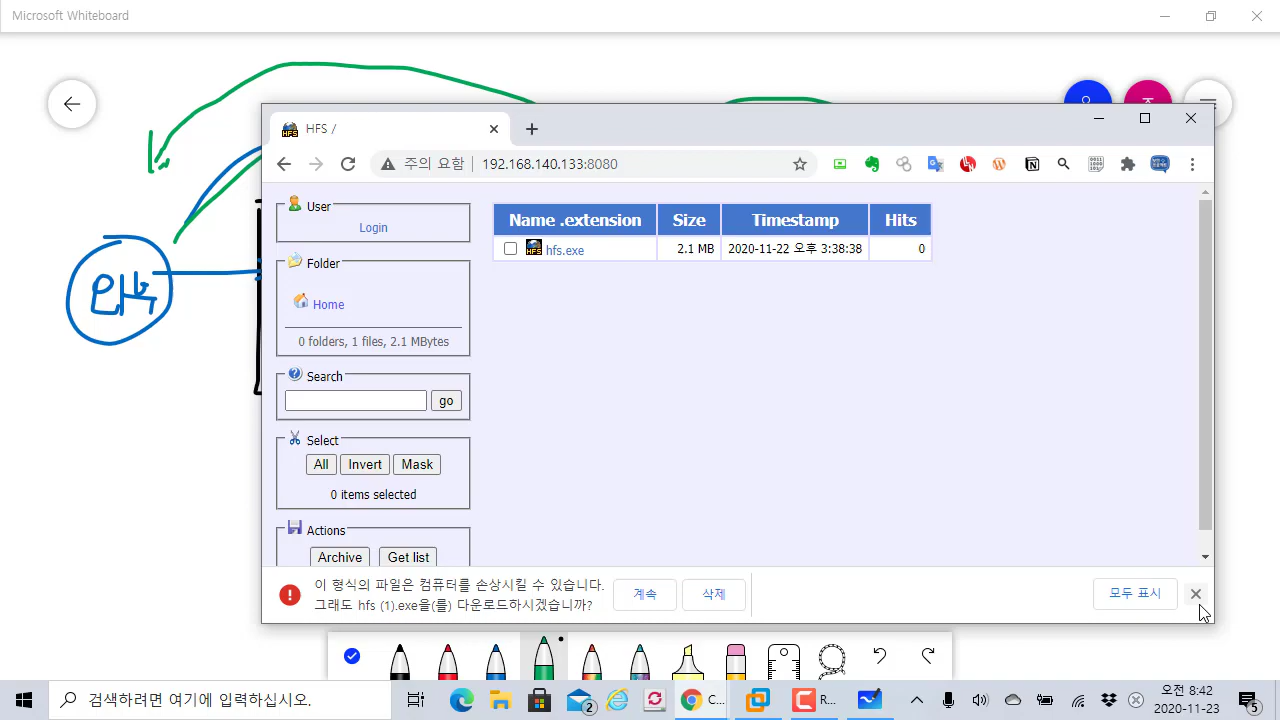 Microsoft Whiteboard
HFS /
주의 요함 192.168.140.133:8080
User
Login
Folder
Home
0 folders, 1 files, 2.1 MBytes
Search
go
Select
All Invert Mask
0 items selected
Actions
Archive Get list
Name .extension Size Timestamp Hits
hfs.exe 2.1 MB 2020-11-22 오후 3:38:38 0
이 형식의 파일은 컴퓨터를 손상시킬 수 있습니다.
그래도 hfs (1).exe을(를) 다운로드하시겠습니까?
계속 삭제 모두 표시
검색하려면 여기에 입력하십시오.
2
C...
R...
오전 8:42
2020-11-23
5